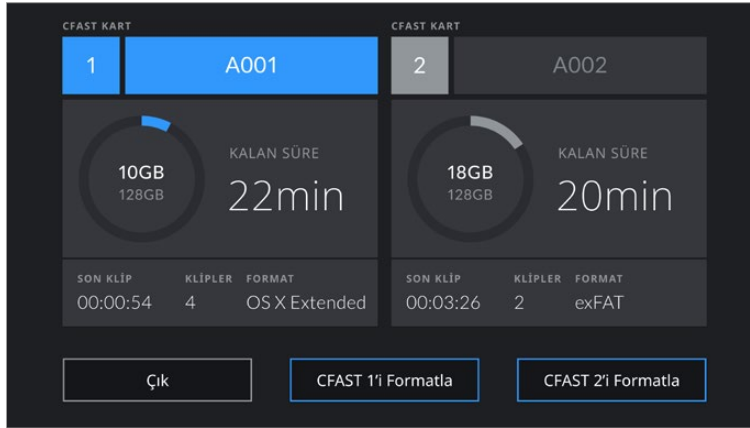 CFAST KART
1
A001
10GB
128GB
KALAN SÜRE
22min
SON KLİP
KLİPLER
FORMAT
00:00:54
4
OS X Extended
CFAST KART
2
A002
18GB
128GB
KALAN SÜRE
20min
SON KLİP
KLİPLER
FORMAT
00:03:26
2
exFAT
Çık
CFAST 1'i Formatla
CFAST 2'i Formatla